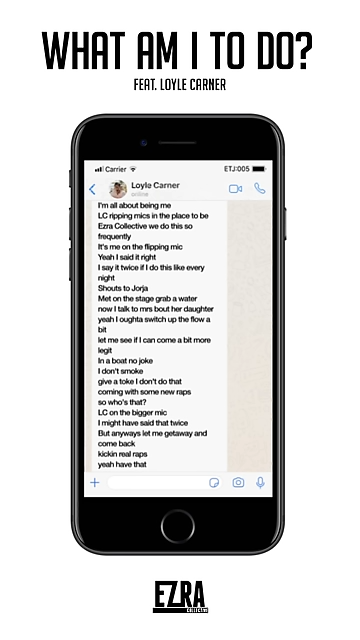 WHAT AM I TO DO?
FEAT. LOYLE CARNER
Carrier
ETJ:005
Loyle Carner
online
I'm all about being me
LC ripping mics in the place to be
Ezra Collective we do this so
frequently
It's me on the flipping mic
Yeah I said it right
I say it twice if I do this like every
night
Shouts to Jorja
Met on the stage grab a water
now I talk to mrs bout her daughter
yeah I oughta switch up the flow a
bit
let me see if I can come a bit more
legit
In a boat no joke
I don't smoke
give a toke I don't do that
coming with some new raps
so who's that?
LC on the bigger mic
I might have said that twice
But anyways let me getaway and
come back
kickin real raps
yeah have that
EZRA
COLLECTIVE